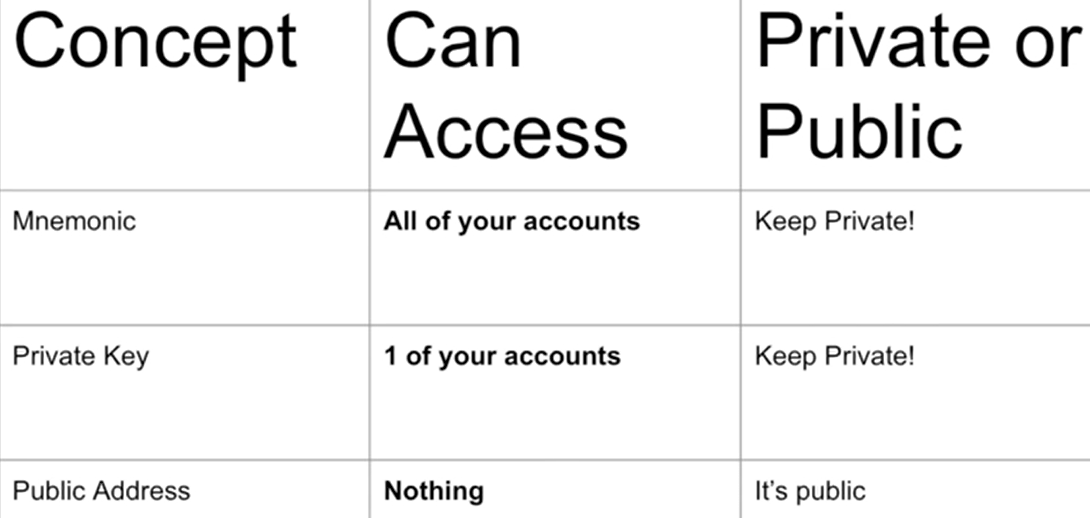 Concept
Can
Access
Private or
Public
Mnemonic
All of your accounts
Keep Private!
Private Key
1 of your accounts
Keep Private!
Public Address
Nothing
It’s public